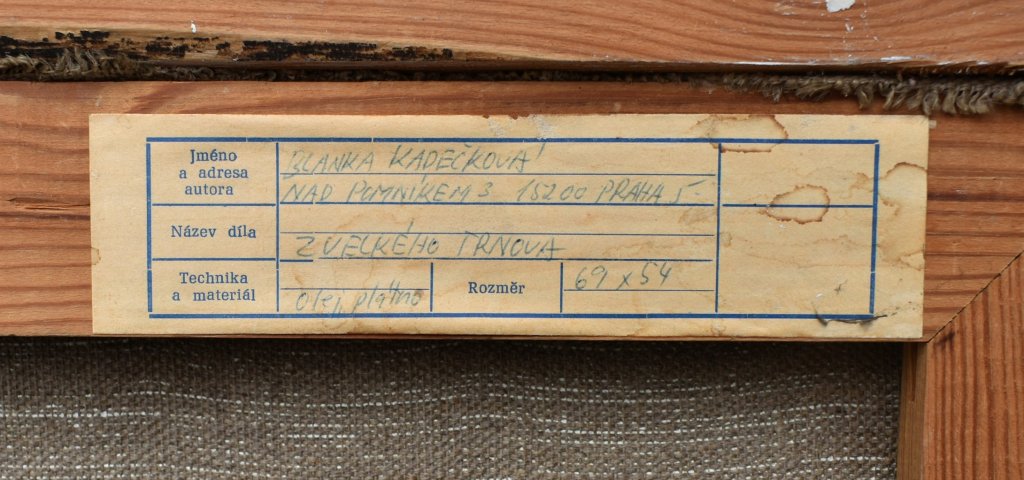 Jméno
a adresa
autora
BLANKA KADEČKOVÁ
NAD POMNÍKEM 3 15200 PRAHA 5-
Název díla
Z VELKÉHO TRNOVA
Technika
a materiál
olej, plátno
Rozměr
69 x 54